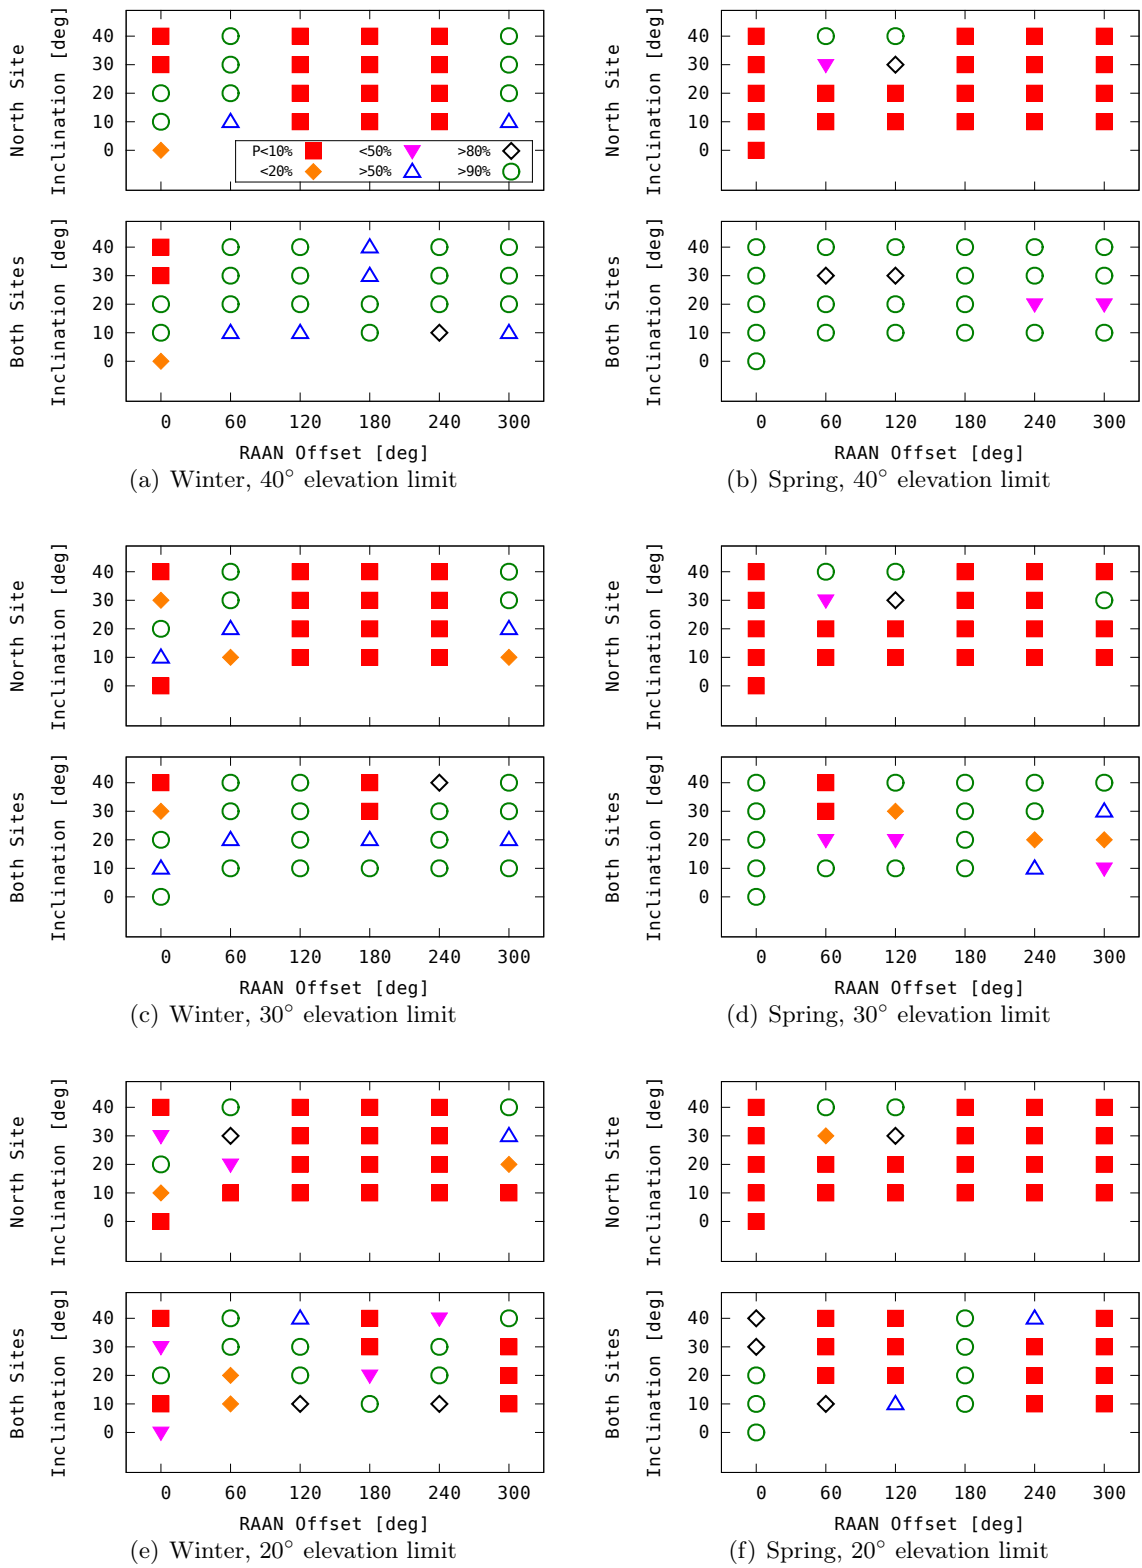 North Site
Inclination [deg]
40
30
20
10
0
P<10% <50% >80%
<20% >50% >90%
Both Sites
Inclination [deg]
40
30
20
10
0
0 60 120 180 240 300
RAAN Offset [deg]
(a) Winter, 40° elevation limit
North Site
Inclination [deg]
40
30
20
10
0
Both Sites
Inclination [deg]
40
30
20
10
0
0 60 120 180 240 300
RAAN Offset [deg]
(b) Spring, 40° elevation limit
North Site
Inclination [deg]
40
30
20
10
0
Both Sites
Inclination [deg]
40
30
20
10
0
0 60 120 180 240 300
RAAN Offset [deg]
(c) Winter, 30° elevation limit
North Site
Inclination [deg]
40
30
20
10
0
Both Sites
Inclination [deg]
40
30
20
10
0
0 60 120 180 240 300
RAAN Offset [deg]
(d) Spring, 30° elevation limit
North Site
Inclination [deg]
40
30
20
10
0
Both Sites
Inclination [deg]
40
30
20
10
0
0 60 120 180 240 300
RAAN Offset [deg]
(e) Winter, 20° elevation limit
North Site
Inclination [deg]
40
30
20
10
0
Both Sites
Inclination [deg]
40
30
20
10
0
0 60 120 180 240 300
RAAN Offset [deg]
(f) Spring, 20° elevation limit